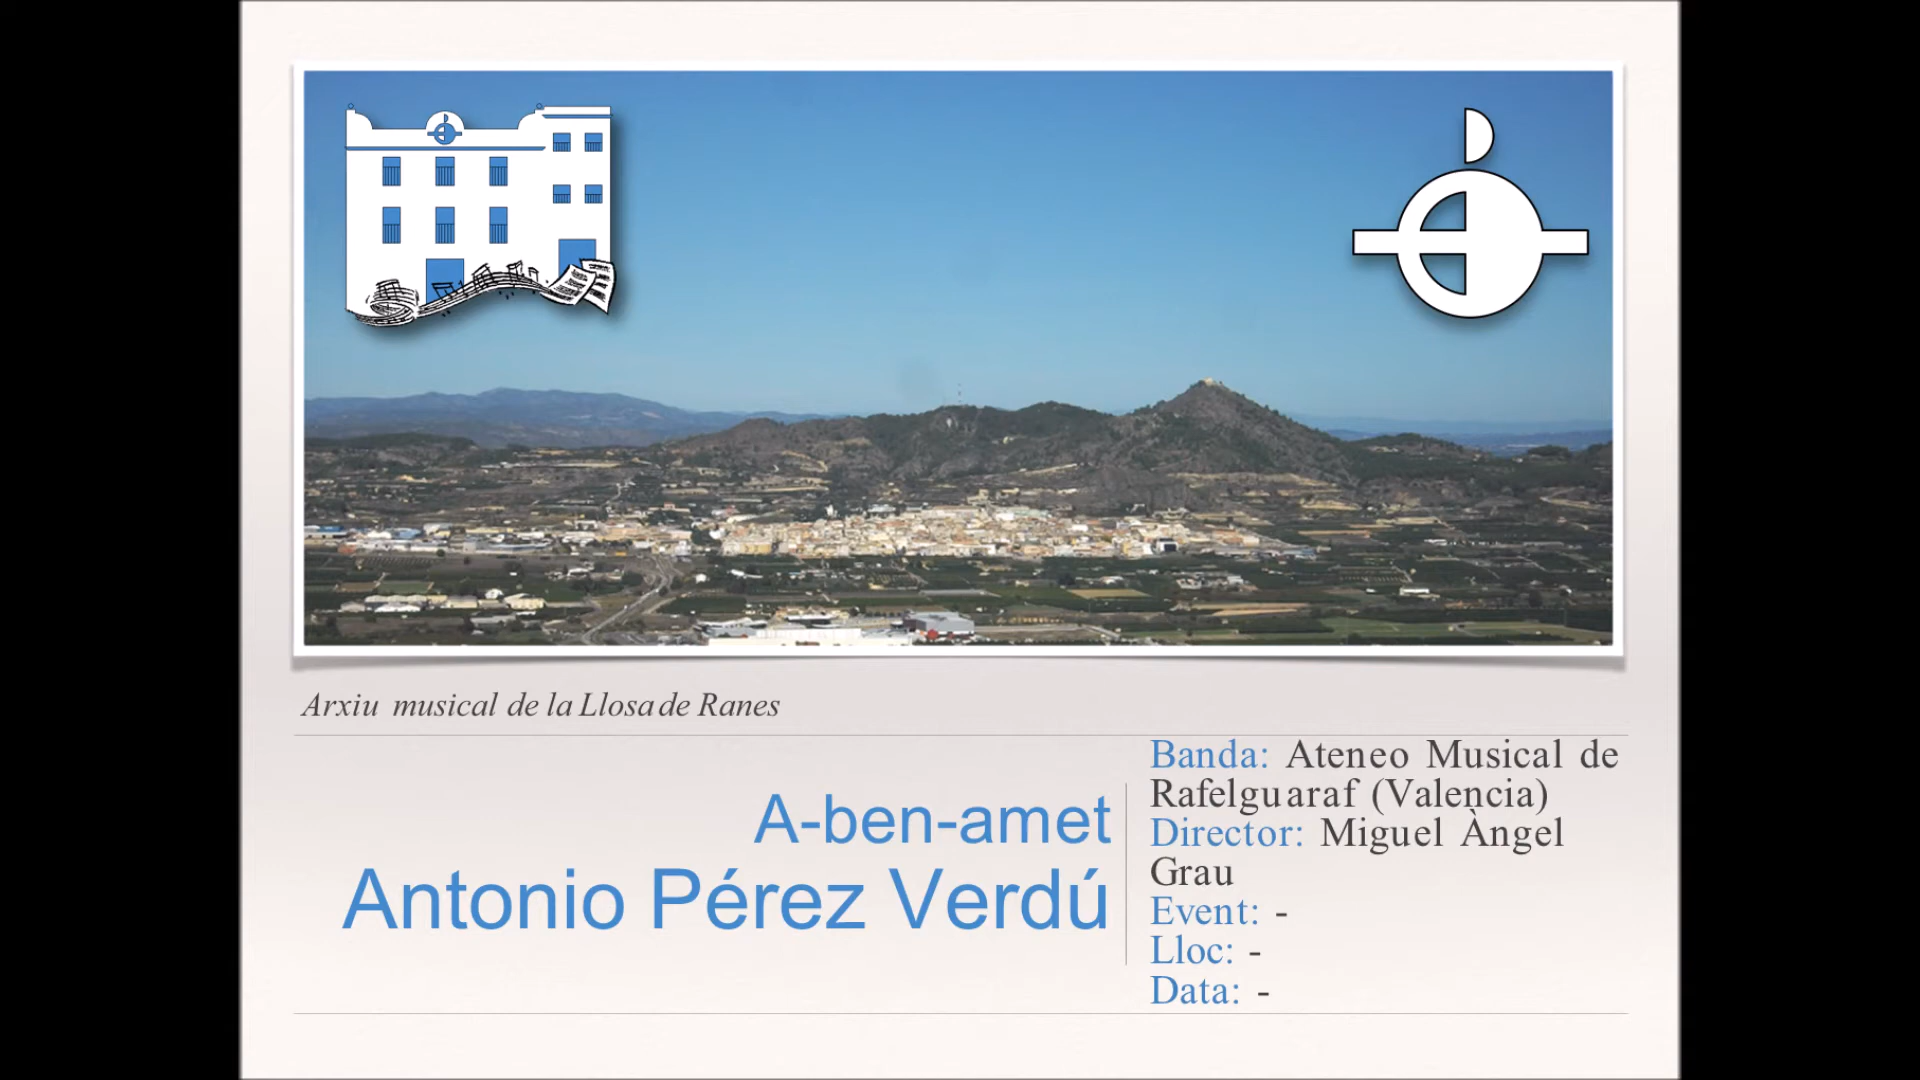 Arxiu musical de la Llosa de Ranes
A-ben-amet
Antonio Pérez Verdú
Banda: Ateneo Musical de
Rafelguaraf (Valencia)
Director: Miguel Àngel
Grau
Event: -
Lloc: -
Data: -